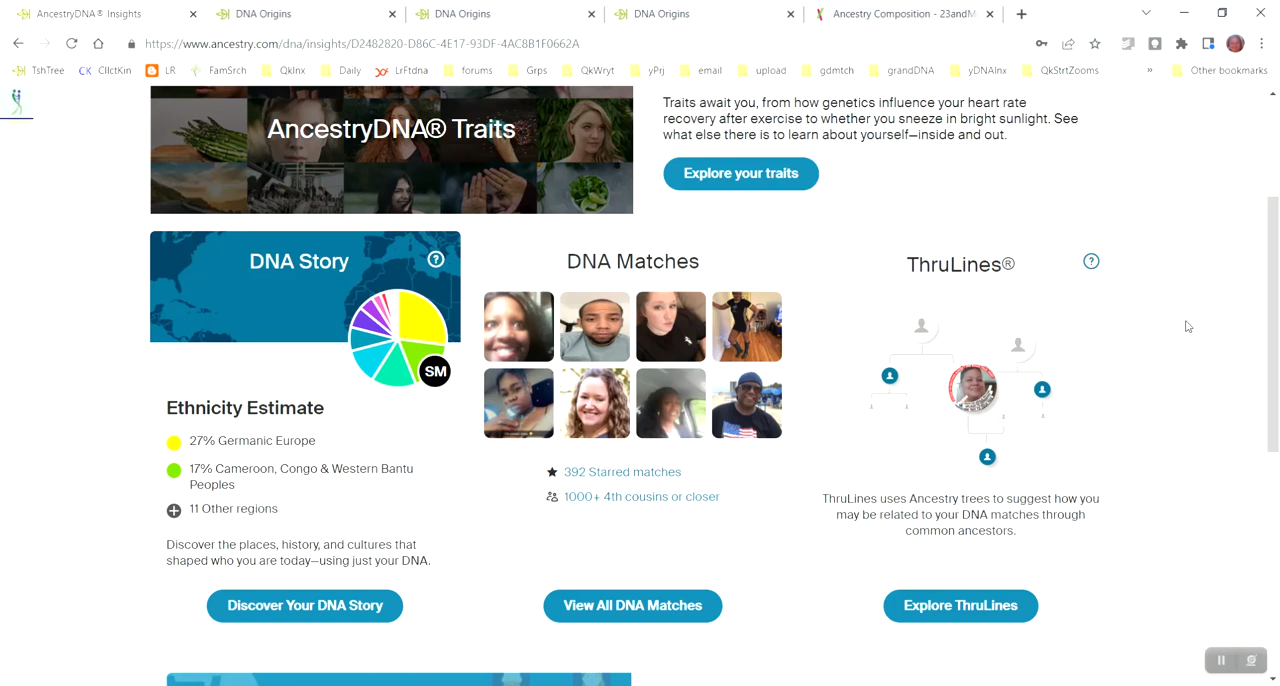 AncestryDNA® Insights
DNA Origins
DNA Origins
DNA Origins
Ancestry Composition - 23andM
https://www.ancestry.com/dna/insights/D2482820-D86C-4E17-93DF-4AC8B1F0662A
TshTree CK CllctKin LR FamSrch QkInx Daily LrFtdna forums Grps QkWryt yPrj email upload gdmtch grandDNA yDNAInx QkStrtZooms » Other bookmarks
AncestryDNA® Traits
Traits await you, from how genetics influence your heart rate
recovery after exercise to whether you sneeze in bright sunlight. See
what else there is to learn about yourself—inside and out.
Explore your traits
DNA Story
SM
Ethnicity Estimate
27% Germanic Europe
17% Cameroon, Congo & Western Bantu
Peoples
11 Other regions
Discover the places, history, and cultures that
shaped who you are today—using just your DNA.
Discover Your DNA Story
DNA Matches
392 Starred matches
1000+ 4th cousins or closer
View All DNA Matches
ThruLines®
ThruLines uses Ancestry trees to suggest how you
may be related to your DNA matches through
common ancestors.
Explore ThruLines